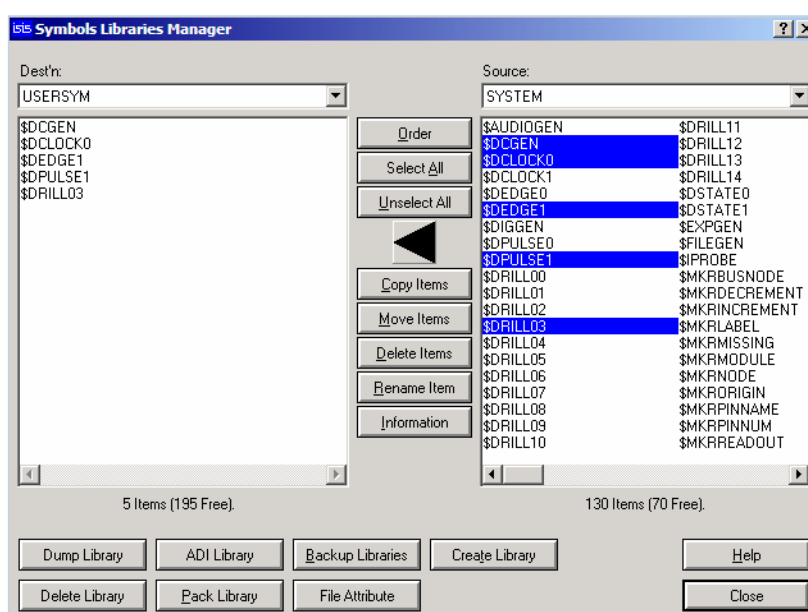 isis Symbols Libraries Manager
Dest'n:
USERSYM
$DCGEN
$DCLOCK0
$DEDGE1
$DPULSE1
$DRILL03
5 Items (195 Free).
Order
Select All
Unselect All
Copy Items
Move Items
Delete Items
Rename Item
Information
Source:
SYSTEM
$AUDIOGEN
$DCGEN
$DCLOCK0
$DCLOCK1
$DEDGE0
$DEDGE1
$DIGGEN
$DPULSE0
$DPULSE1
$DRILL00
$DRILL01
$DRILL02
$DRILL03
$DRILL04
$DRILL05
$DRILL06
$DRILL07
$DRILL08
$DRILL09
$DRILL10
$DRILL11
$DRILL12
$DRILL13
$DRILL14
$DSTATE0
$DSTATE1
$EXPGEN
$FILEGEN
$IPROBE
$MKRBUSNODE
$MKRDECREMENT
$MKRINCREMENT
$MKRLABEL
$MKRMISSING
$MKRMODULE
$MKRNODE
$MKRORIGIN
$MKRPINNAME
$MKRPINNUM
$MKRREADOUT
130 Items (70 Free).
Dump Library
ADI Library
Backup Libraries
Create Library
Help
Delete Library
Pack Library
File Attribute
Close